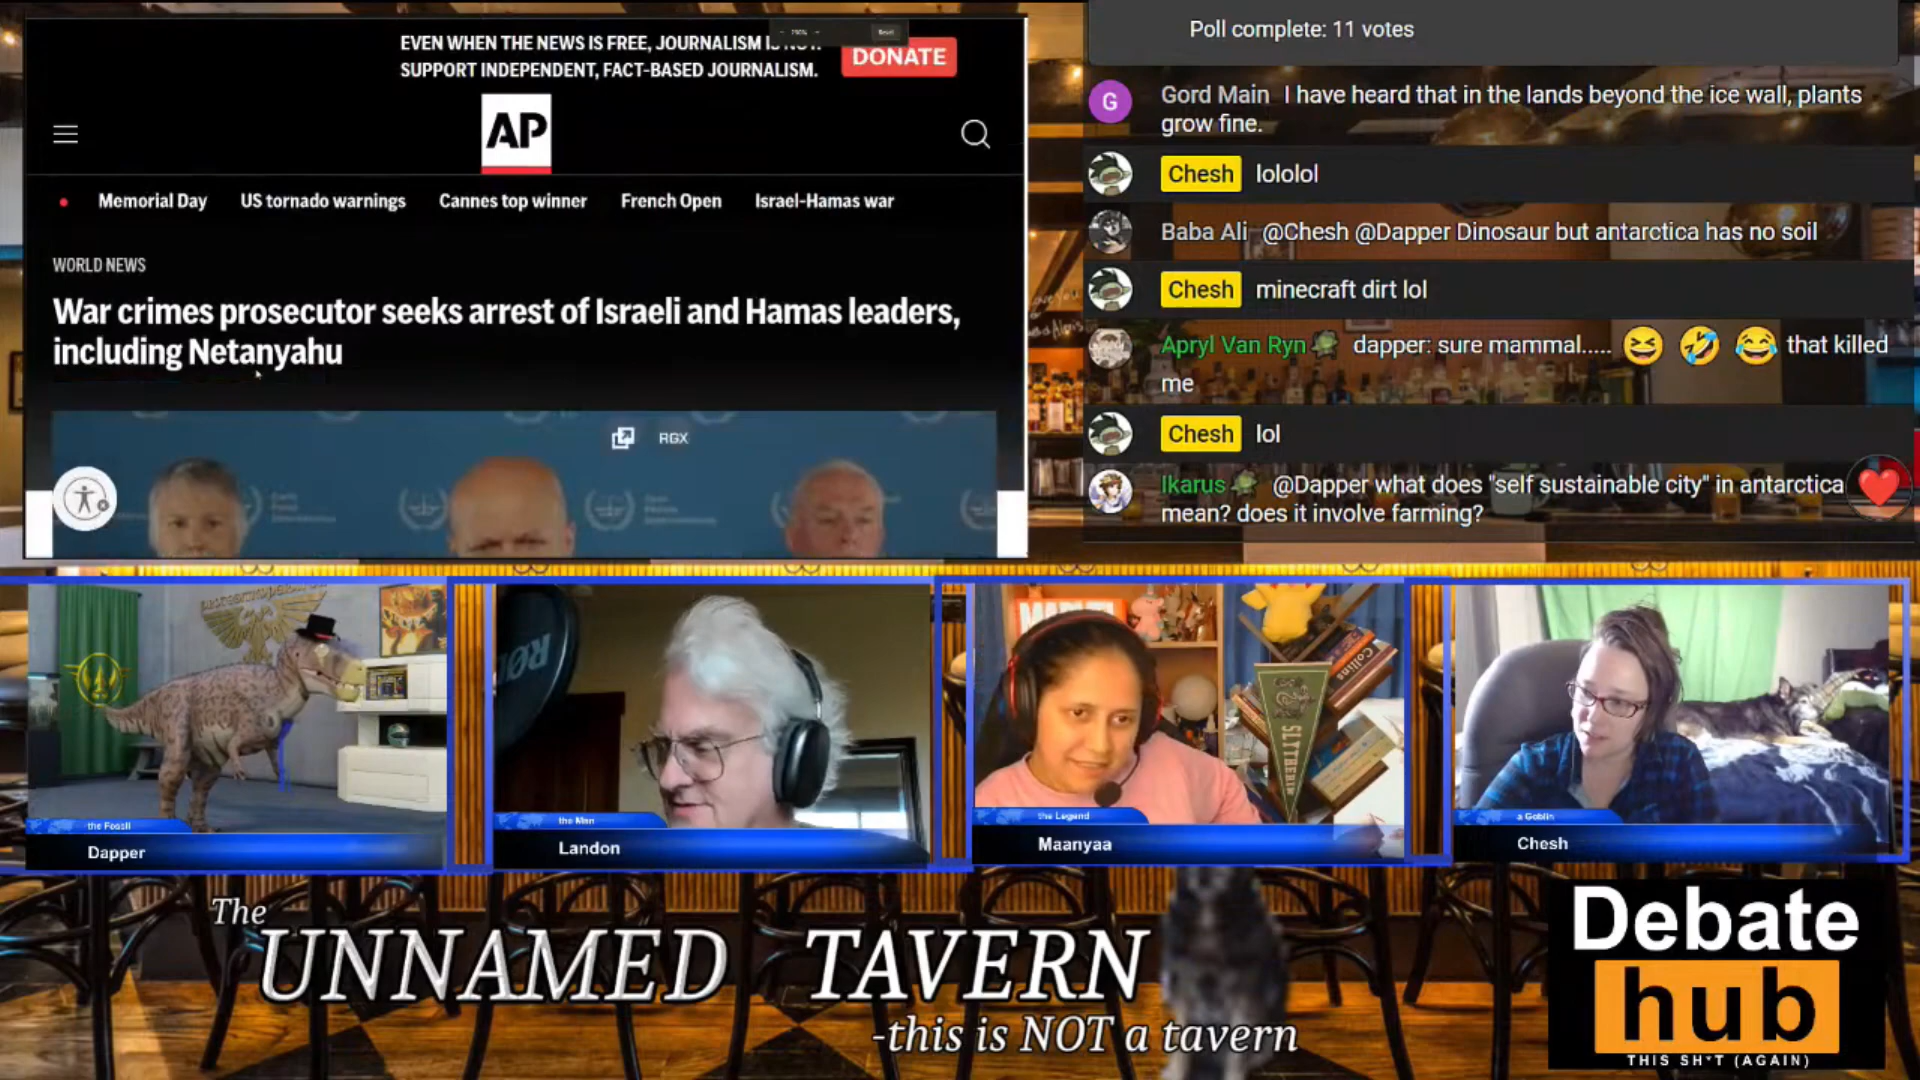 EVEN WHEN THE NEWS IS FREE, JOURNALISM IS NOT.
SUPPORT INDEPENDENT, FACT-BASED JOURNALISM.
DONATE
AP
Memorial Day
US tornado warnings
Cannes top winner
French Open
Israel-Hamas war
WORLD NEWS
War crimes prosecutor seeks arrest of Israeli and Hamas leaders,
including Netanyahu
RGX
Poll complete: 11 votes
G
Gord Main I have heard that in the lands beyond the ice wall, plants
grow fine.
Chesh lololol
Baba Ali @Chesh @Dapper Dinosaur but antarctica has no soil
Chesh minecraft dirt lol
Apryl Van Ryn dapper: sure mammal..... 😆 🤣 😂 that killed
me
Chesh lol
Ikarus @Dapper what does "self sustainable city" in antarctica
mean? does it involve farming?
the Fossil
Dapper
RØD
the Man
Landon
Collins
SLYTHERIN
the Legend
Maanyaa
a Goblin
Chesh
The
UNNAMED TAVERN
-this is NOT a tavern
Debate
hub
THIS SH*T (AGAIN)